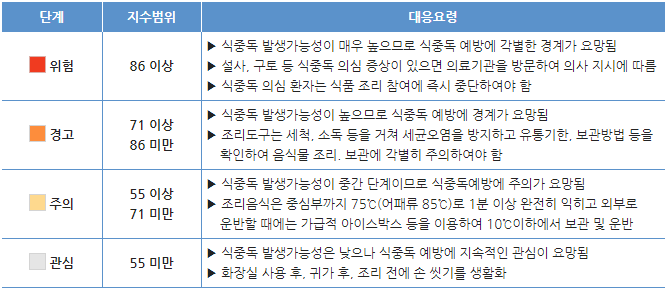 단계 지수범위 대응요령
위험 86 이상
▶ 식중독 발생가능성이 매우 높으므로 식중독 예방에 각별한 경계가 요망됨
▶ 설사, 구토 등 식중독 의심 증상이 있으면 의료기관을 방문하여 의사 지시에 따름
▶ 식중독 의심 환자는 식품 조리 참여에 즉시 중단하여야 함
경고 71 이상
86 미만
▶ 식중독 발생가능성이 높으므로 식중독 예방에 경계가 요망됨
▶ 조리도구는 세척, 소독 등을 거쳐 세균오염을 방지하고 유통기한, 보관방법 등을
확인하여 음식물 조리. 보관에 각별히 주의하여야 함
주의 55 이상
71 미만
▶ 식중독 발생가능성이 중간 단계이므로 식중독예방에 주의가 요망됨
▶ 조리음식은 중심부까지 75℃(어패류 85℃)로 1분 이상 완전히 익히고 외부로
운반할 때에는 가급적 아이스박스 등을 이용하여 10℃이하에서 보관 및 운반
관심 55 미만
▶ 식중독 발생가능성은 낮으나 식중독 예방에 지속적인 관심이 요망됨
▶ 화장실 사용 후, 귀가 후, 조리 전에 손 씻기를 생활화